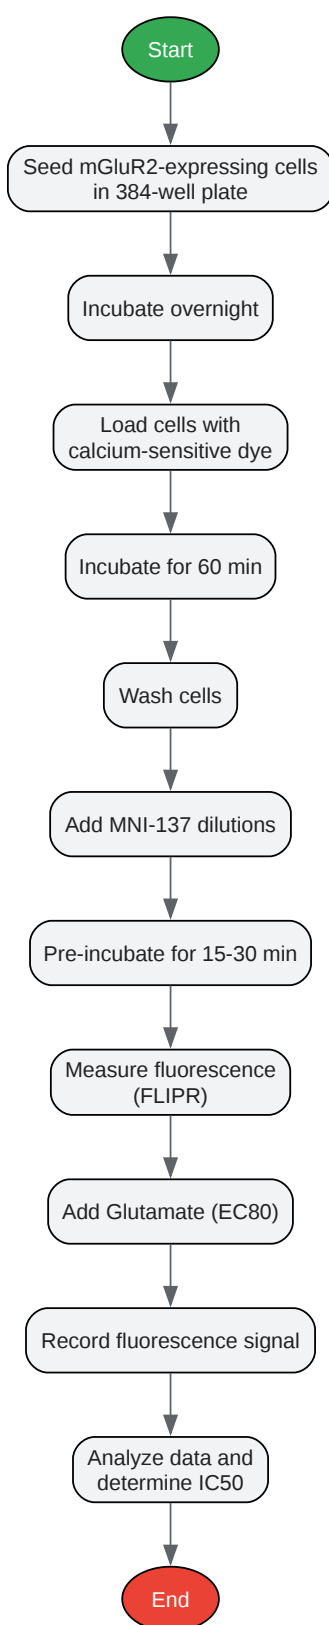 Start
Seed mGluR2-expressing cells
in 384-well plate
Incubate overnight
Load cells with
calcium-sensitive dye
Incubate for 60 min
Wash cells
Add MNI-137 dilutions
Pre-incubate for 15-30 min
Measure fluorescence
(FLIPR)
Add Glutamate (EC80)
Record fluorescence signal
Analyze data and
determine IC50
End